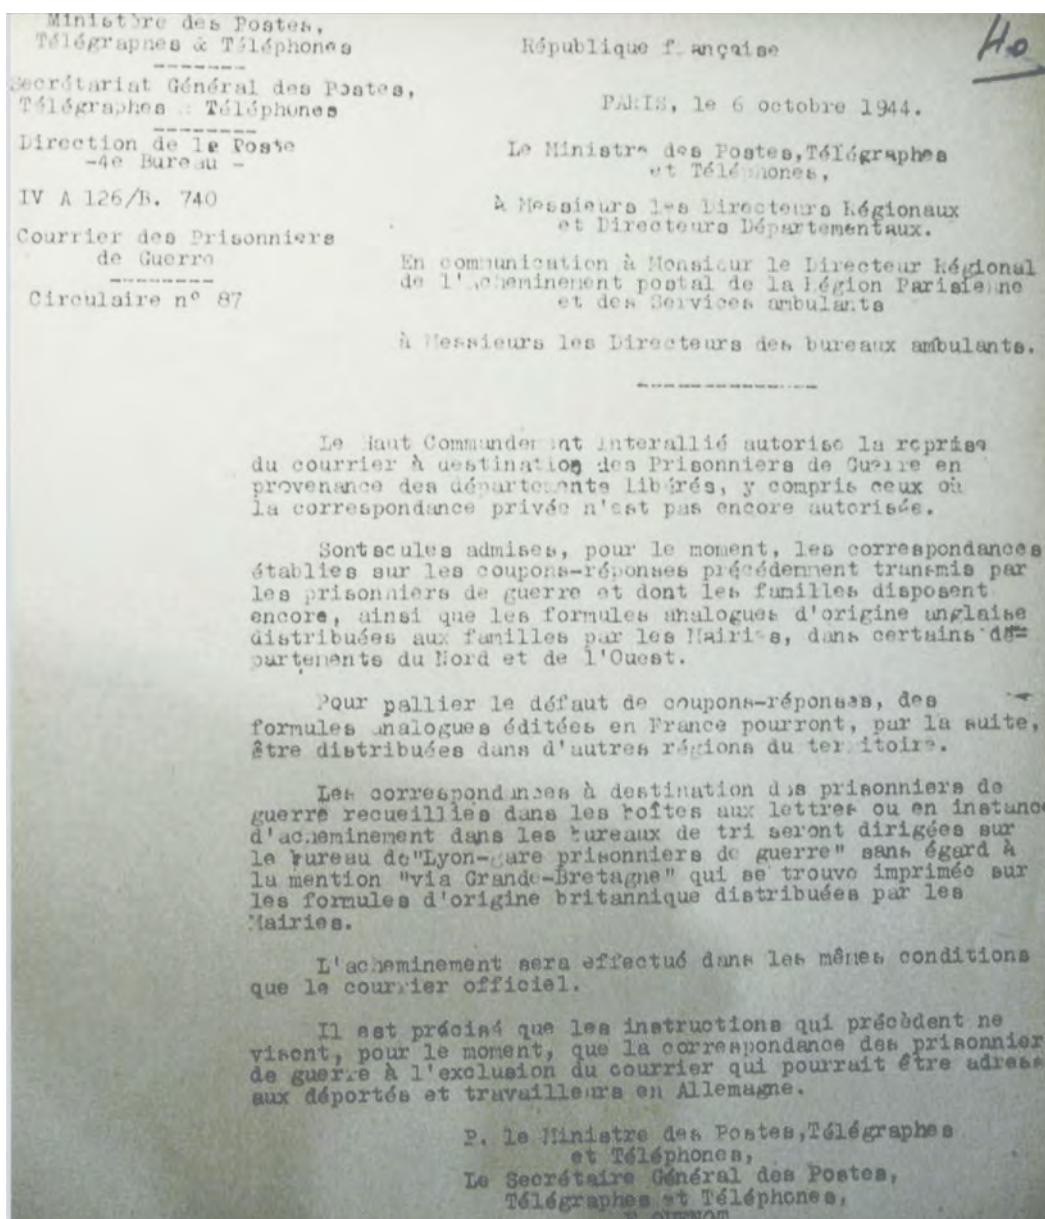 Ministère des Postes,
Télégraphes & Téléphones
Secrétariat Général des Postes,
Télégraphes & Téléphones
Direction de le Poste
-4e Bureau -
IV A 126/B. 740
Courrier des Prisonniers
de Guerre
Circulaire n° 87
République française
40
PARIS, le 6 octobre 1944.
Le Ministre des Postes,Télégraphes
et Téléphones,
à Messieurs les Directeurs Régionaux
et Directeurs Départementaux.
En communication à Monsieur le Directeur Régional
de l'acheminement postal de la Région Parisienne
et des Services ambulants
à Messieurs les Directeurs des bureaux ambulants.
Le Haut Commandement interallié autorise la reprise
du courrier à destination des Prisonniers de Guerre en
provenance des départements Libérés, y compris ceux où
la correspondance privée n'est pas encore autorisée.
Sont seules admises, pour le moment, les correspondances
établies sur les coupons-réponses précédemment transmis par
les prisonniers de guerre et dont les familles disposent
encore, ainsi que les formules analogues d'origine anglaise
distribuées aux familles par les Mairies, dans certains dé=
partements du Nord et de l'Ouest.
Pour pallier le défaut de coupons-réponses, des
formules analogues éditées en France pourront, par la suite,
être distribuées dans d'autres régions du territoire.
Les correspondances à destination des prisonniers de
guerre recueillies dans les boîtes aux lettres ou en instance
d'acheminement dans les bureaux de tri seront dirigées sur
le bureau de"Lyon-gare prisonniers de guerre" sans égard à
la mention "via Grande-Bretagne" qui se trouve imprimée sur
les formules d'origine britannique distribuées par les
Mairies.
L'acheminement sera effectué dans les mêmes conditions
que le courrier officiel.
Il est précisé que les instructions qui précèdent ne
visent, pour le moment, que la correspondance des prisonnier
de guerre à l'exclusion du courrier qui pourrait être adress
aux déportés et travailleurs en Allemagne.
P. le Ministre des Postes,Télégraphes
et Téléphones,
Le Secrétaire Général des Postes,
Télégraphes et Téléphones,